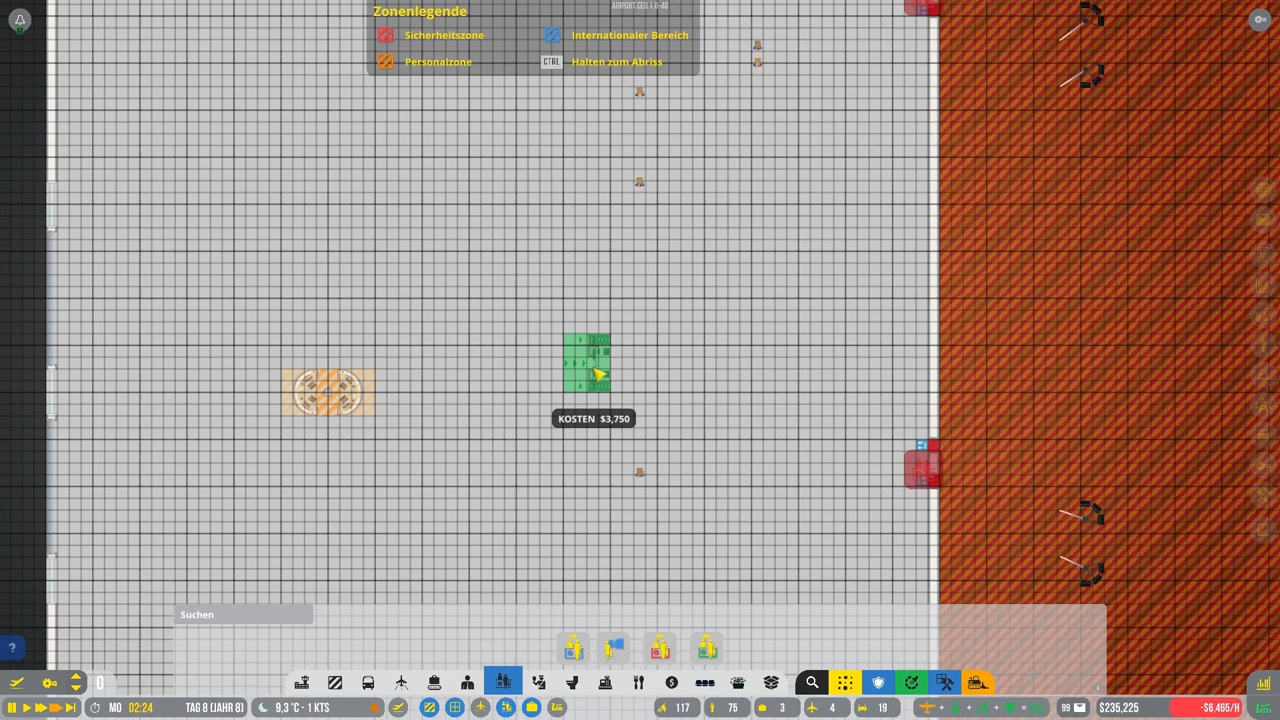 AIRPORT CEO 1.0-40
Zonenlegende
Sicherheitszone
Internationaler Bereich
Personalzone
CTRL Halten zum Abriss
KOSTEN $3,750
Suchen
?
0
MO 02:24
TAG 8 (JAHR 8)
9,3°C - 1 KTS
117
75
3
4
19
99
$235,225
-$6,465/H